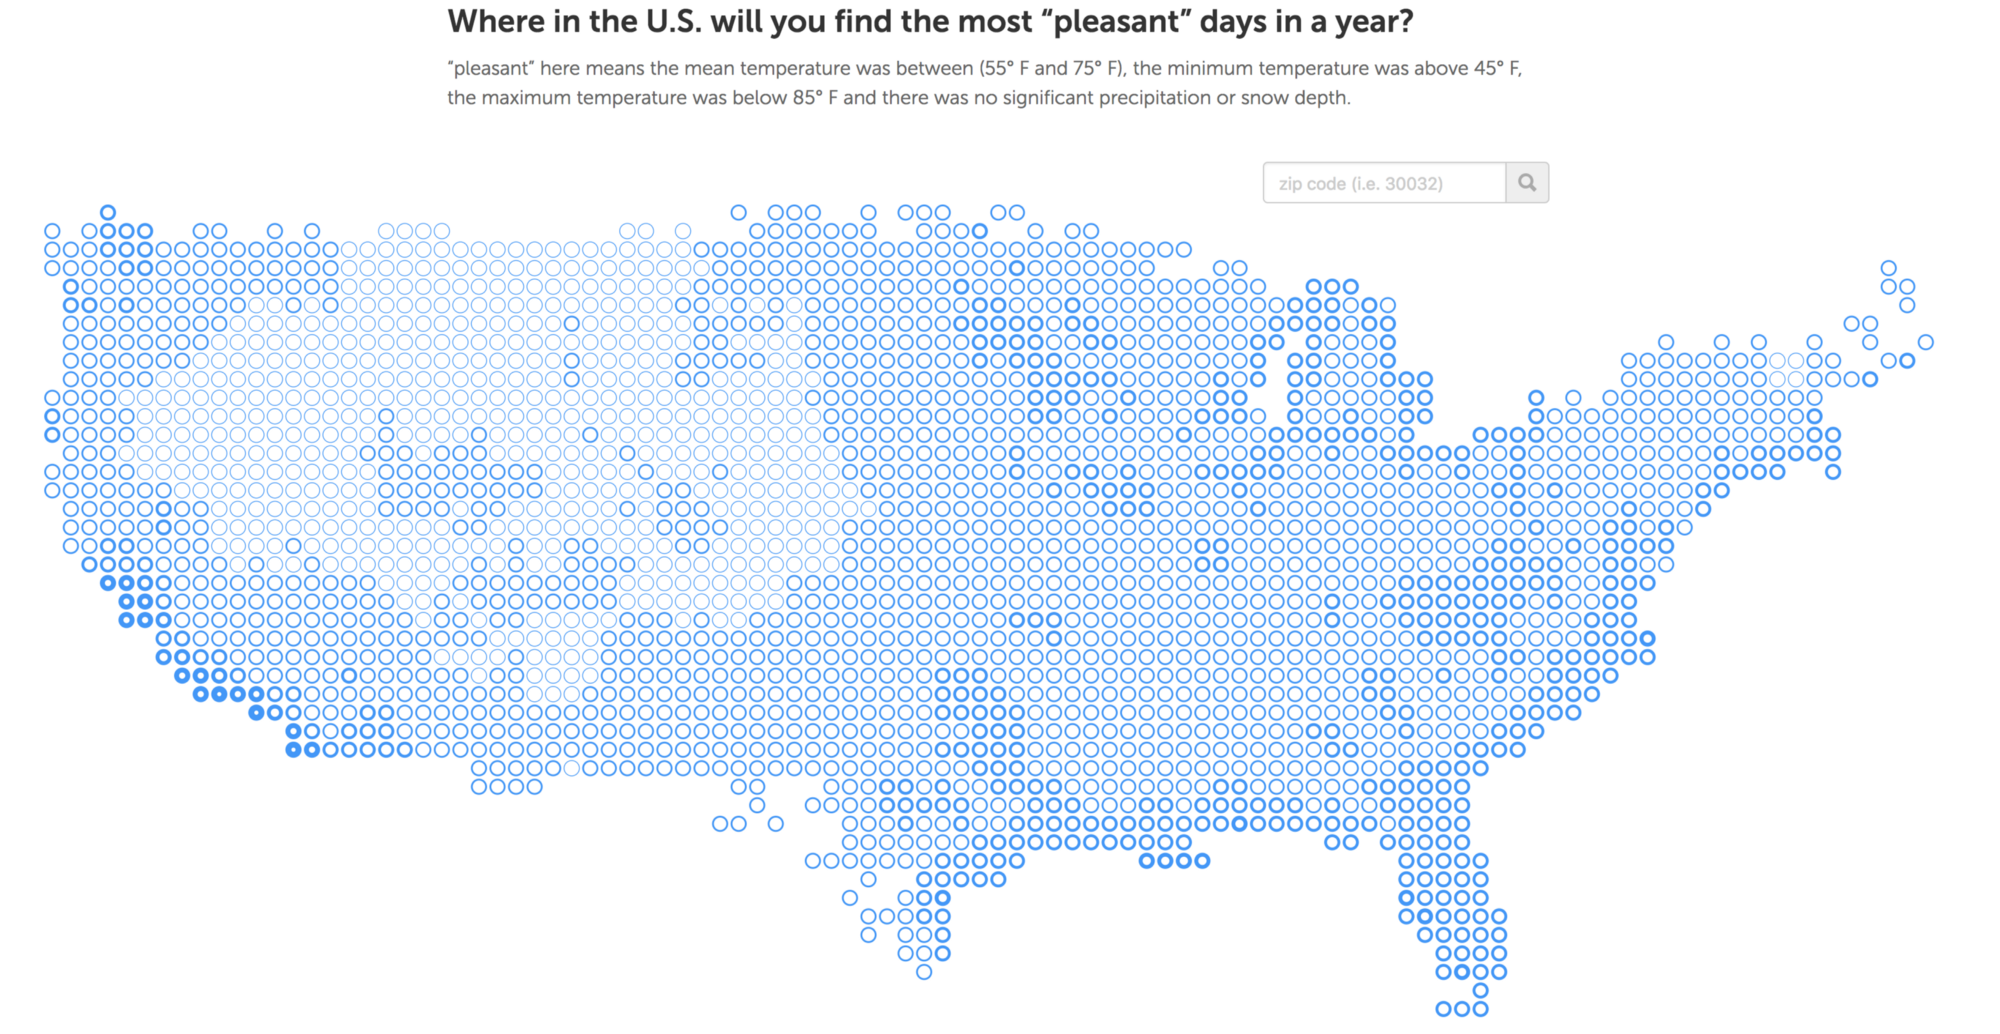 Where in the U.S. will you find the most “pleasant” days in a year?
“pleasant” here means the mean temperature was between (55° F and 75° F), the minimum temperature was above 45° F,
the maximum temperature was below 85° F and there was no significant precipitation or snow depth.
zip code (i.e. 30032)